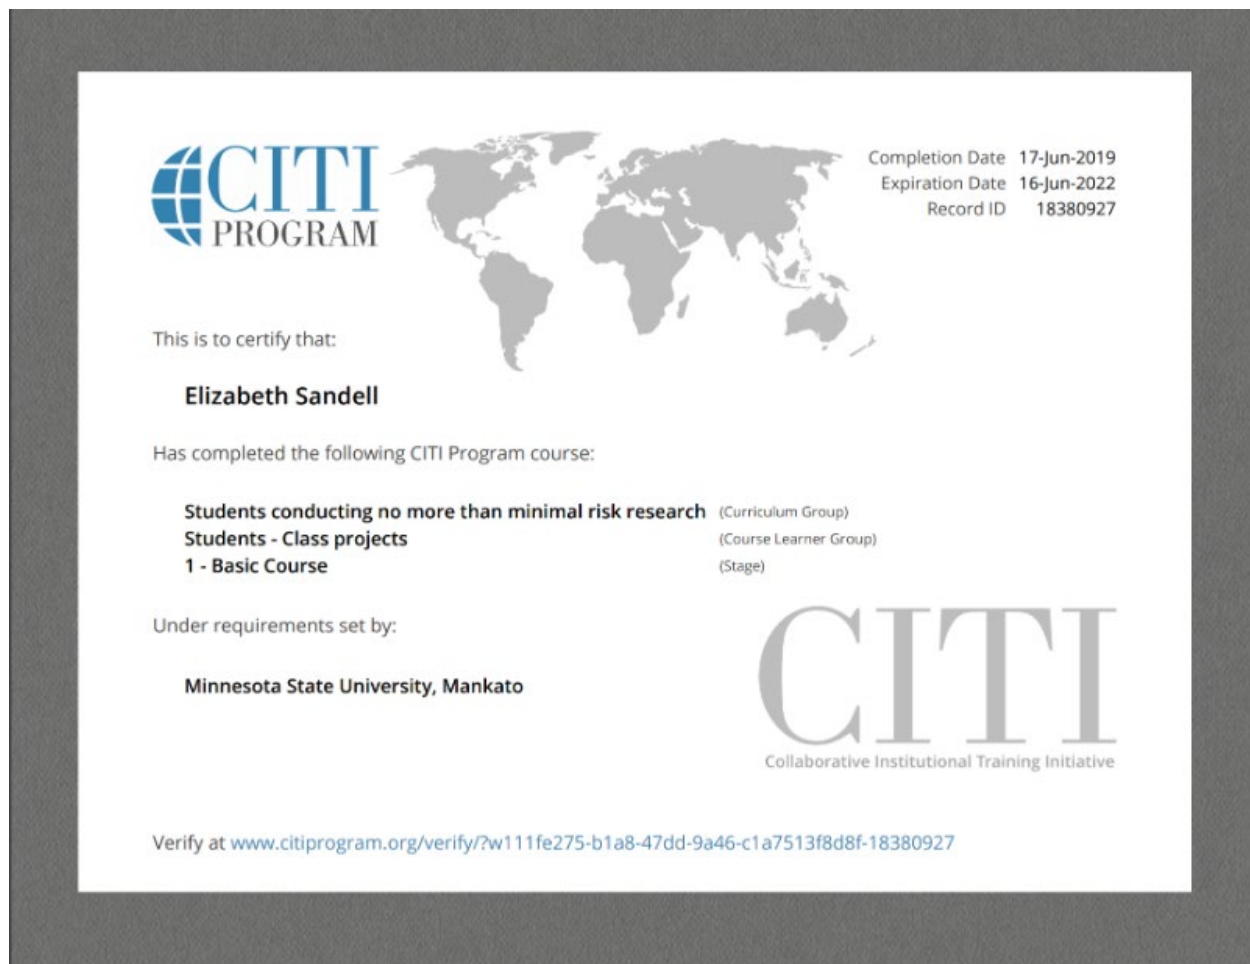 CITI
PROGRAM
Completion Date 17-Jun-2019
Expiration Date 16-Jun-2022
Record ID 18380927
This is to certify that:
Elizabeth Sandell
Has completed the following CITI Program course:
Students conducting no more than minimal risk research (Curriculum Group)
Students - Class projects (Course Learner Group)
1 - Basic Course (Stage)
Under requirements set by:
Minnesota State University, Mankato
CITI
Collaborative Institutional Training Initiative
Verify at www.citiprogram.org/verify/?w111fe275-b1a8-47dd-9a46-c1a7513f8d8f-18380927